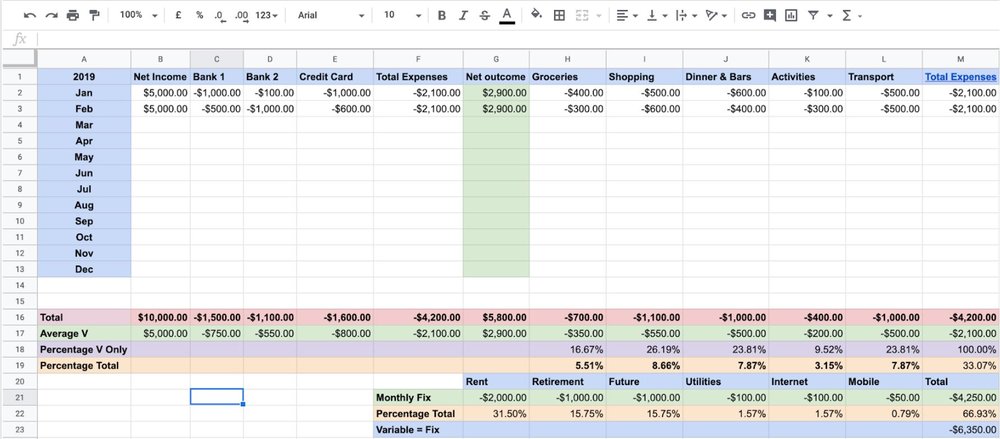 100% £ % .0 .00 123 Arial 10 B I S A
fx
A B C D E F G H I J K L M
1 2019 Net Income Bank 1 Bank 2 Credit Card Total Expenses Net outcome Groceries Shopping Dinner & Bars Activities Transport Total Expenses
2 Jan $5,000.00 -$1,000.00 -$100.00 -$1,000.00 -$2,100.00 $2,900.00 -$400.00 -$500.00 -$600.00 -$100.00 -$500.00 -$2,100.00
3 Feb $5,000.00 -$500.00 -$1,000.00 -$600.00 -$2,100.00 $2,900.00 -$300.00 -$600.00 -$400.00 -$300.00 -$500.00 -$2,100.00
4 Mar
5 Apr
6 May
7 Jun
8 Jul
9 Aug
10 Sep
11 Oct
12 Nov
13 Dec
14
15
16 Total $10,000.00 -$1,500.00 -$1,100.00 -$1,600.00 -$4,200.00 $5,800.00 -$700.00 -$1,100.00 -$1,000.00 -$400.00 -$1,000.00 -$4,200.00
17 Average V $5,000.00 -$750.00 -$550.00 -$800.00 -$2,100.00 $2,900.00 -$350.00 -$550.00 -$500.00 -$200.00 -$500.00 -$2,100.00
18 Percentage V Only 16.67% 26.19% 23.81% 9.52% 23.81% 100.00%
19 Percentage Total 5.51% 8.66% 7.87% 3.15% 7.87% 33.07%
20 Rent Retirement Future Utilities Internet Mobile Total
21 Monthly Fix -$2,000.00 -$1,000.00 -$1,000.00 -$100.00 -$100.00 -$50.00 -$4,250.00
22 Percentage Total 31.50% 15.75% 15.75% 1.57% 1.57% 0.79% 66.93%
23 Variable = Fix -$6,350.00